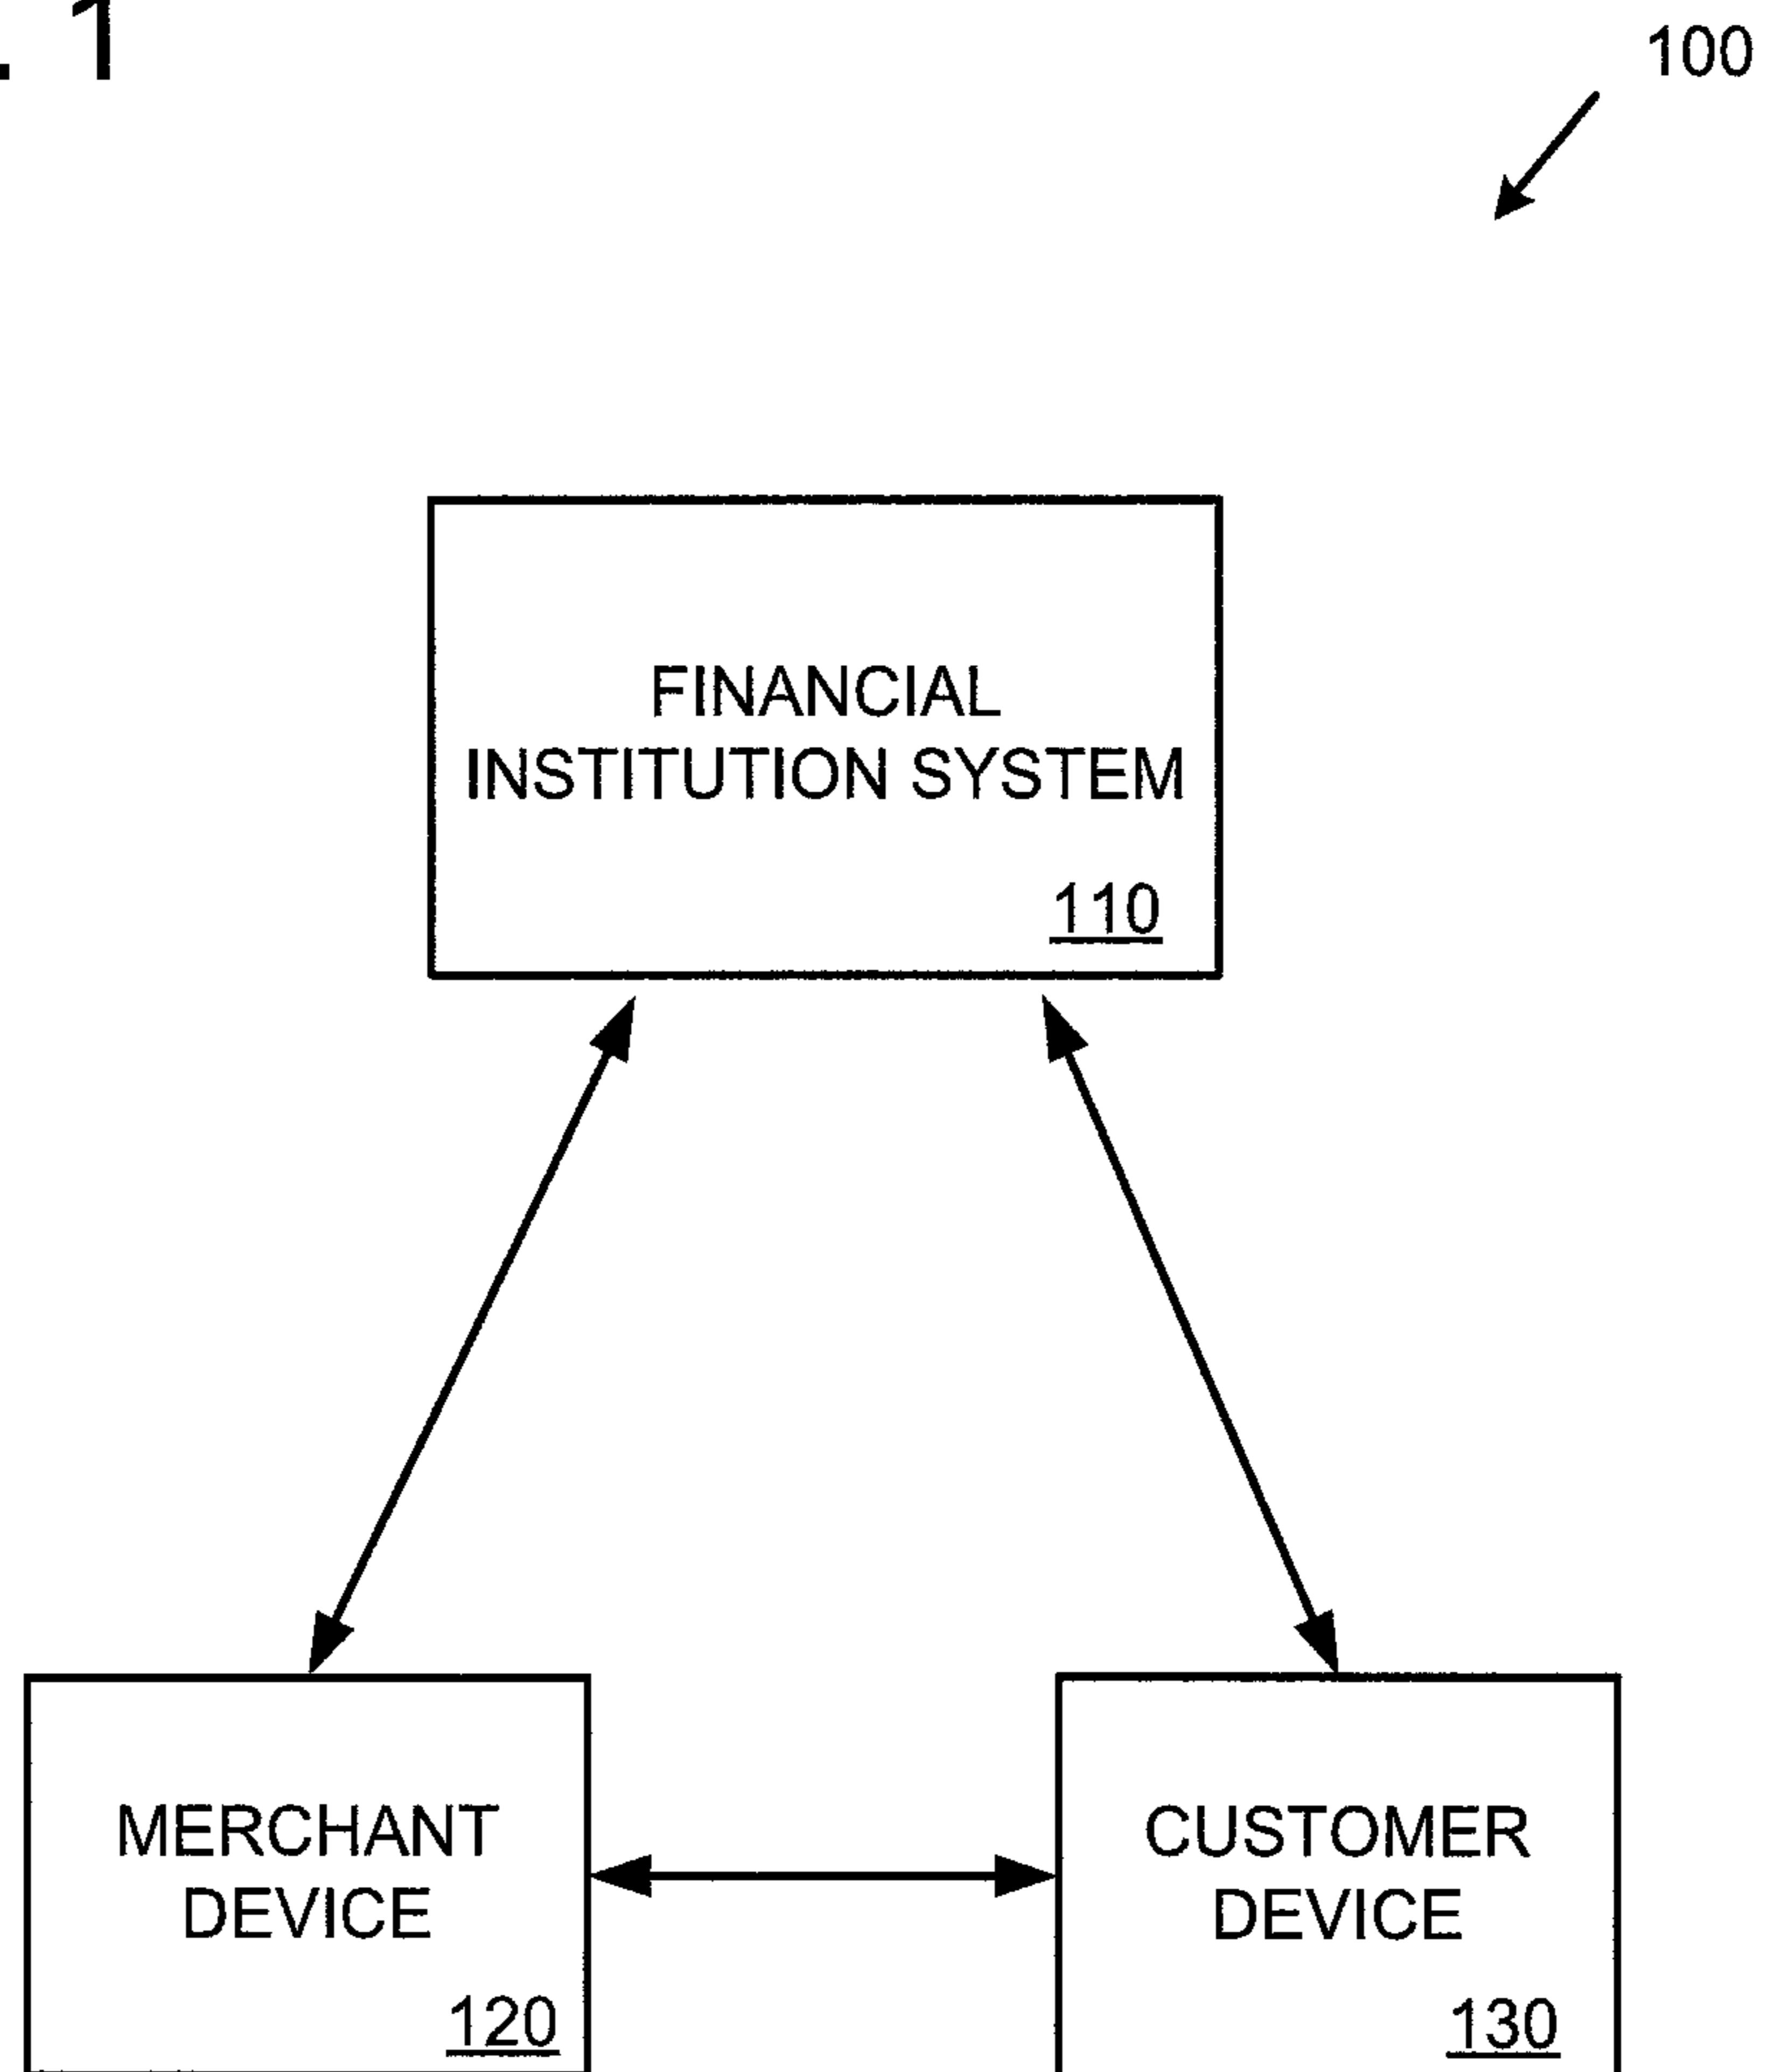 . 1
100
FINANCIAL
INSTITUTION SYSTEM
110
MERCHANT
DEVICE
120
CUSTOMER
DEVICE
130